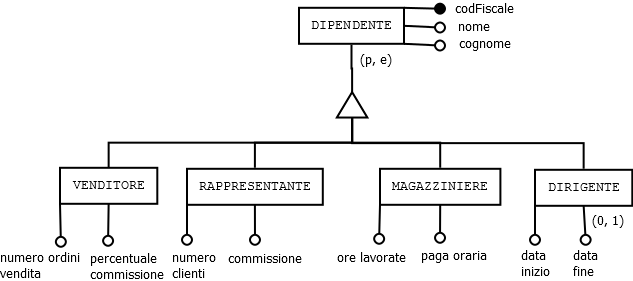 DIPENDENTE
codFiscale
nome
cognome
(p, e)
VENDITORE
RAPPRESENTANTE
MAGAZZINIERE
DIRIGENTE
(0, 1)
numero ordini
vendita
percentuale
commissione
numero
clienti
commissione
ore lavorate
paga oraria
data
inizio
data
fine